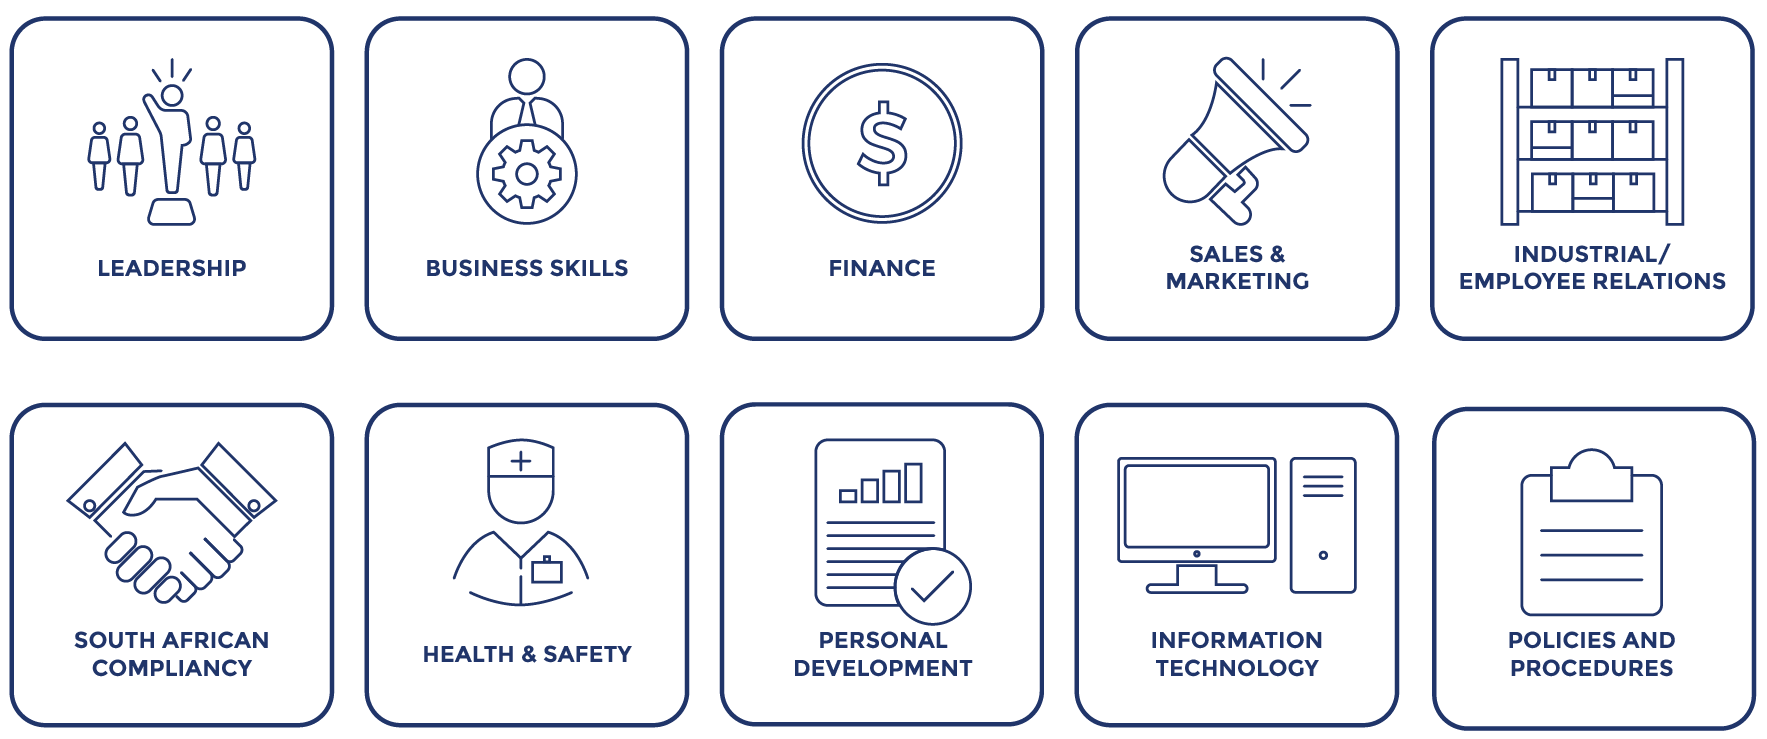 LEADERSHIP
BUSINESS SKILLS
$
FINANCE
SALES &
MARKETING
INDUSTRIAL/
EMPLOYEE RELATIONS
SOUTH AFRICAN
COMPLIANCY
HEALTH & SAFETY
PERSONAL
DEVELOPMENT
INFORMATION
TECHNOLOGY
POLICIES AND
PROCEDURES